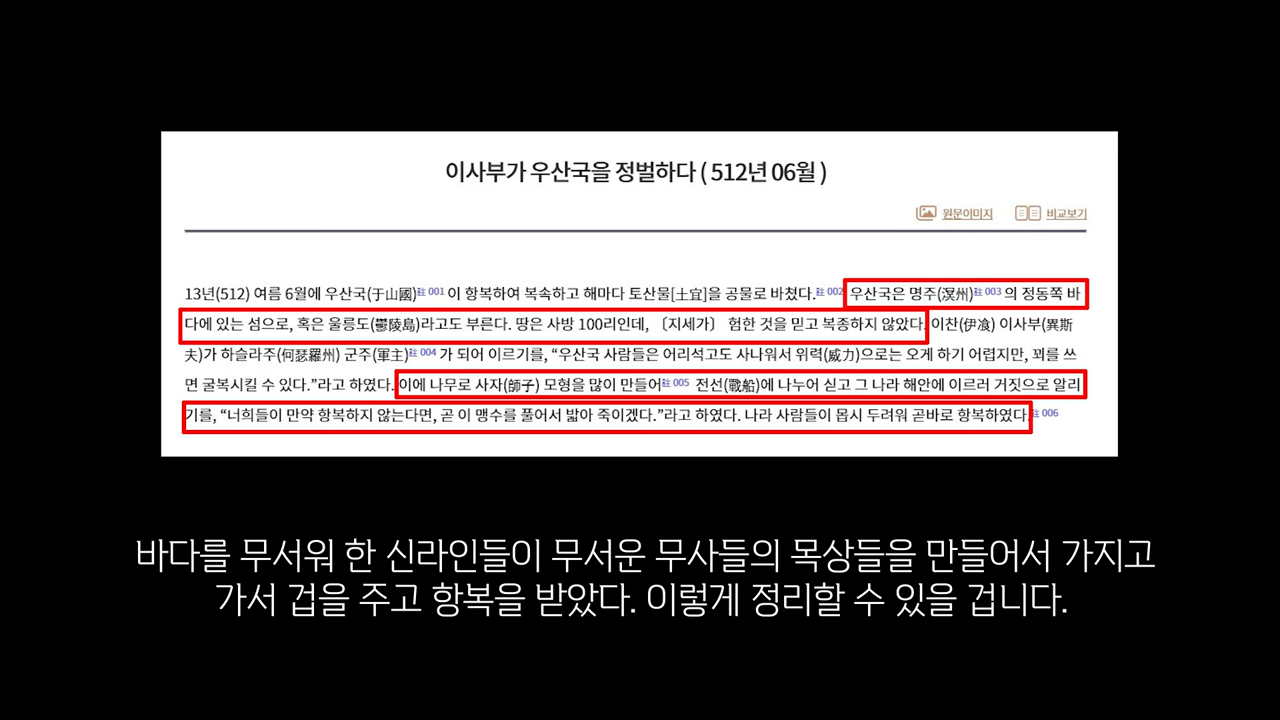 이사부가 우산국을 정벌하다 ( 512년 06월 )
원문이미지 비교보기
13년(512) 여름 6월에 우산국(于山國)註 001 이 항복하여 복속하고 해마다 토산물[土宜]을 공물로 바쳤다.註 002 우산국은 명주(溟州)註 003 의 정동쪽 바
다에 있는 섬으로, 혹은 울릉도(鬱陵島)라고도 부른다. 땅은 사방 100리인데, 〔지세가〕 험한 것을 믿고 복종하지 않았다. 이찬(伊湌) 이사부(異斯
夫)가 하슬라주(何瑟羅州) 군주(軍主)註 004 가 되어 이르기를, “우산국 사람들은 어리석고도 사나워서 위력(威力)으로는 오게 하기 어렵지만, 꾀를 쓰
면 굴복시킬 수 있다.”라고 하였다. 이에 나무로 사자(師子) 모형을 많이 만들어註 005 전선(戰船)에 나누어 싣고 그 나라 해안에 이르러 거짓으로 알리
기를, “너희들이 만약 항복하지 않는다면, 곧 이 맹수를 풀어서 밟아 죽이겠다.”라고 하였다. 나라 사람들이 몹시 두려워 곧바로 항복하였다.註 006
바다를 무서워 한 신라인들이 무서운 무사들의 목상들을 만들어서 가지고
가서 겁을 주고 항복을 받았다. 이렇게 정리할 수 있을 겁니다.